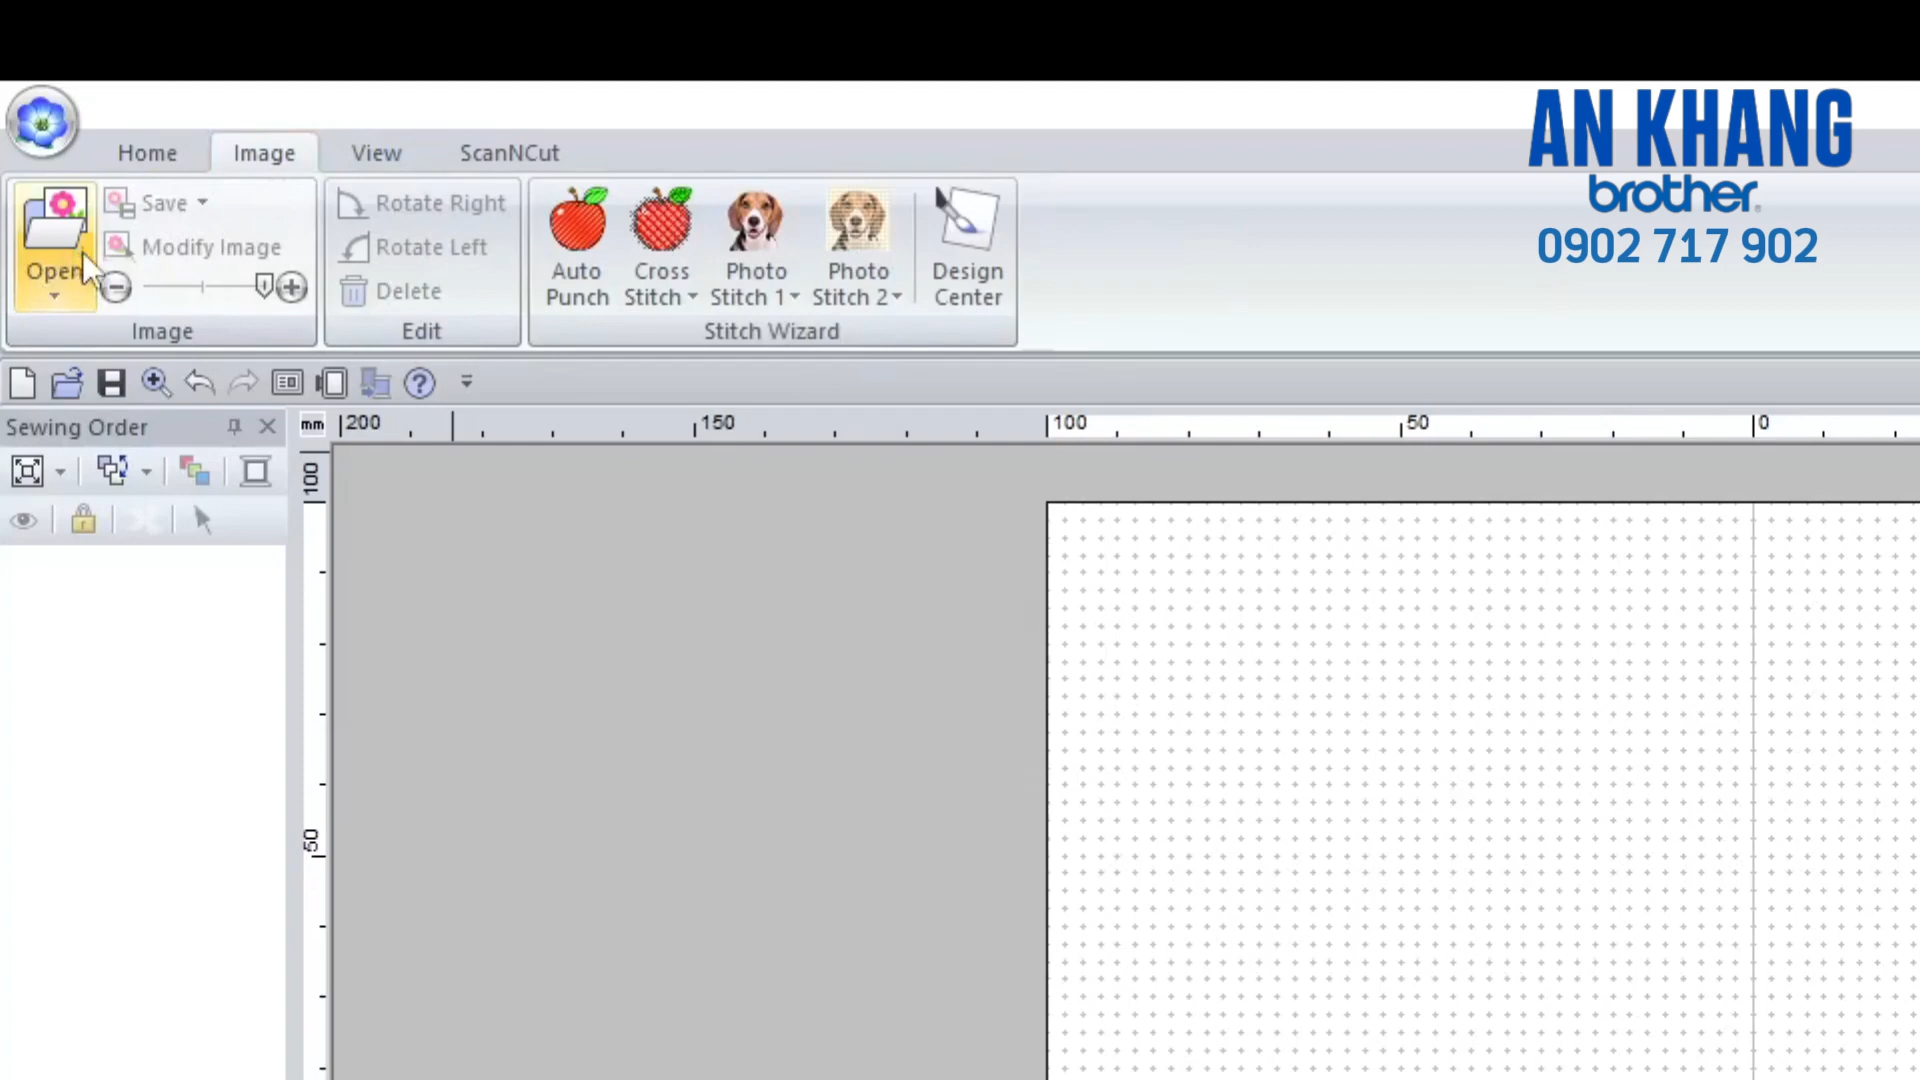 AN KHANG
brother
0902 717 902
Home Image View ScanNCut
Open
Save
Modify Image
Image
Rotate Right
Rotate Left
Delete
Edit
Auto
Punch
Cross
Stitch
Photo
Stitch 1
Photo
Stitch 2
Design
Center
Stitch Wizard
Sewing Order
mm 200 150 100 50 0
100
50